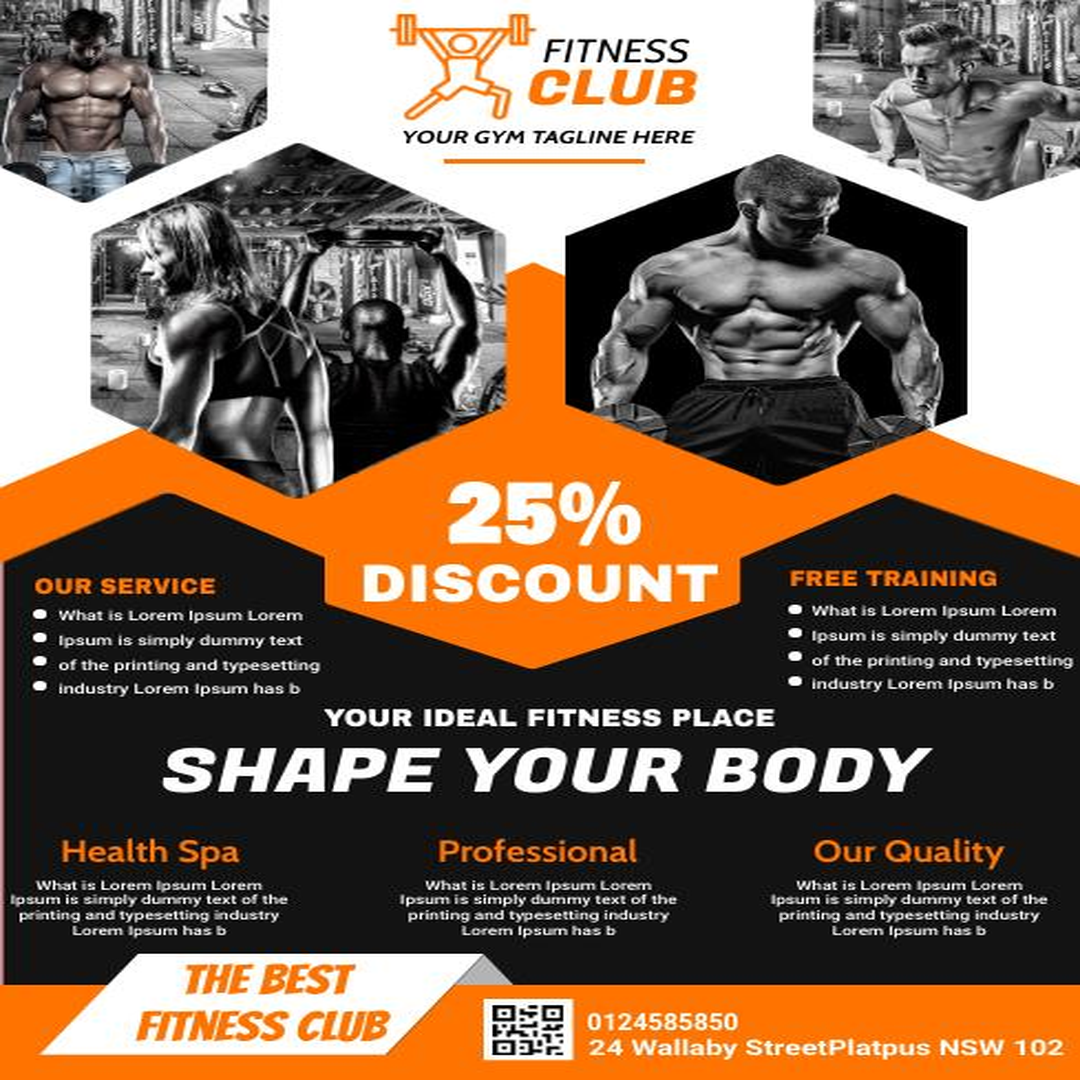 FITNESS
CLUB
YOUR GYM TAGLINE HERE
25%
DISCOUNT
OUR SERVICE
What is Lorem Ipsum Lorem
Ipsum is simply dummy text
of the printing and typesetting
industry Lorem Ipsum has b
FREE TRAINING
What is Lorem Ipsum Lorem
Ipsum is simply dummy text
of the printing and typesetting
industry Lorem Ipsum has b
YOUR IDEAL FITNESS PLACE
SHAPE YOUR BODY
Health Spa
What is Lorem Ipsum Lorem
Ipsum is simply dummy text of the
printing and typesetting industry
Lorem Ipsum has b
Professional
What is Lorem Ipsum Lorem
Ipsum is simply dummy text of the
printing and typesetting industry
Lorem Ipsum has b
Our Quality
What is Lorem Ipsum Lorem
Ipsum is simply dummy text of the
printing and typesetting industry
Lorem Ipsum has b
THE BEST
FITNESS CLUB
0124585850
24 Wallaby StreetPlatpus NSW 102